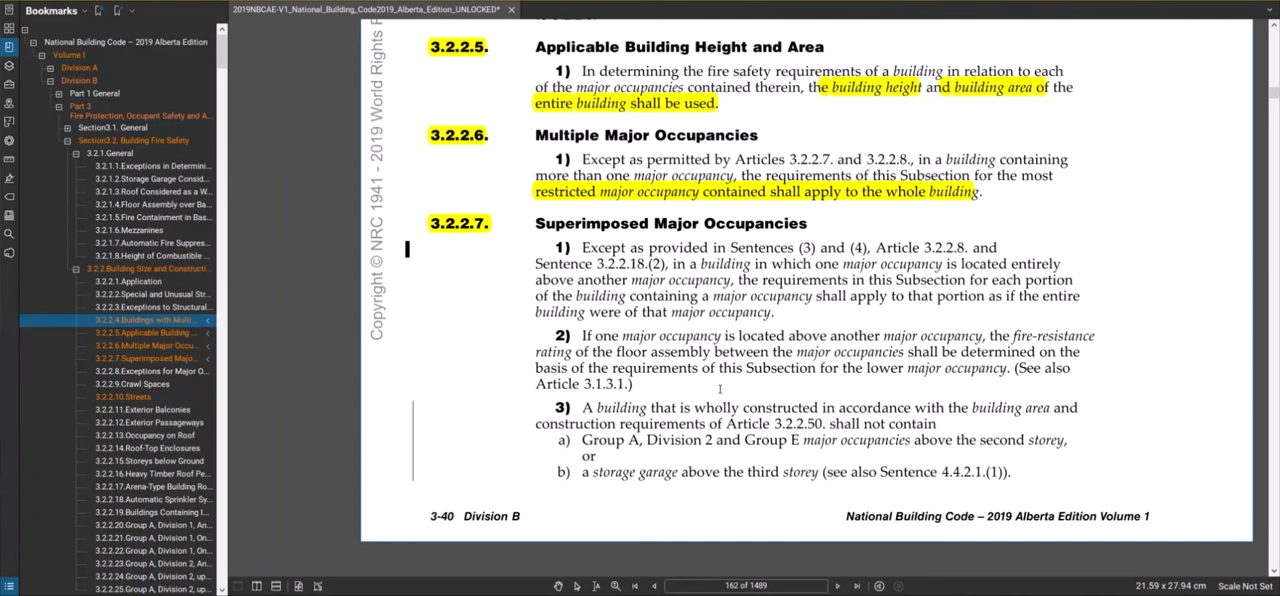 Bookmarks
2019NBCAE-V1_National_Building_Code2019_Alberta_Edition_UNLOCKED*
National Building Code – 2019 Alberta Edition
Volume I
Division A
Division B
Part 1 General
Part 3
Fire Protection, Occupant Safety and A...
Section3.1. General
Section3.2. Building Fire Safety
3.2.1.General
3.2.1.1.Exceptions in Determini...
3.2.1.2.Storage Garage Consid...
3.2.1.3.Roof Considered as a W...
3.2.1.4.Floor Assembly over Ba...
3.2.1.5.Fire Containment in Bas...
3.2.1.6.Mezzanines
3.2.1.7.Automatic Fire Suppres...
3.2.1.8.Height of Combustible ...
3.2.2.Building Size and Constructi...
3.2.2.1.Application
3.2.2.2.Special and Unusual Str...
3.2.2.3.Exceptions to Structural...
3.2.2.4.Buildings with Multi...
3.2.2.5.Applicable Building ...
3.2.2.6.Multiple Major Occu...
3.2.2.7.Superimposed Majo...
3.2.2.8.Exceptions for Major O...
3.2.2.9.Crawl Spaces
3.2.2.10.Streets
3.2.2.11.Exterior Balconies
3.2.2.12.Exterior Passageways
3.2.2.13.Occupancy on Roof
3.2.2.14.Roof-Top Enclosures
3.2.2.15.Storeys below Ground
3.2.2.16.Heavy Timber Roof Pe...
3.2.2.17.Arena-Type Building Ro...
3.2.2.18.Automatic Sprinkler Sy...
3.2.2.19.Buildings Containing I...
3.2.2.20.Group A, Division 1, An...
3.2.2.21.Group A, Division 1, On...
3.2.2.22.Group A, Division 1, On...
3.2.2.23.Group A, Division 2, An...
3.2.2.24.Group A, Division 2, up...
3.2.2.25.Group A, Division 2, up...
Copyright © NRC 1941 - 2019 World Rights
3.2.2.5. Applicable Building Height and Area
1) In determining the fire safety requirements of a building in relation to each
of the major occupancies contained therein, the building height and building area of the
entire building shall be used.
3.2.2.6. Multiple Major Occupancies
1) Except as permitted by Articles 3.2.2.7. and 3.2.2.8., in a building containing
more than one major occupancy, the requirements of this Subsection for the most
restricted major occupancy contained shall apply to the whole building.
3.2.2.7. Superimposed Major Occupancies
1) Except as provided in Sentences (3) and (4), Article 3.2.2.8. and
Sentence 3.2.2.18.(2), in a building in which one major occupancy is located entirely
above another major occupancy, the requirements in this Subsection for each portion
of the building containing a major occupancy shall apply to that portion as if the entire
building were of that major occupancy.
2) If one major occupancy is located above another major occupancy, the fire-resistance
rating of the floor assembly between the major occupancies shall be determined on the
basis of the requirements of this Subsection for the lower major occupancy. (See also
Article 3.1.3.1.)
3) A building that is wholly constructed in accordance with the building area and
construction requirements of Article 3.2.2.50. shall not contain
a) Group A, Division 2 and Group E major occupancies above the second storey,
or
b) a storage garage above the third storey (see also Sentence 4.4.2.1.(1)).
3-40 Division B
National Building Code – 2019 Alberta Edition Volume 1
162 of 1489
21.59 x 27.94 cm
Scale Not Set